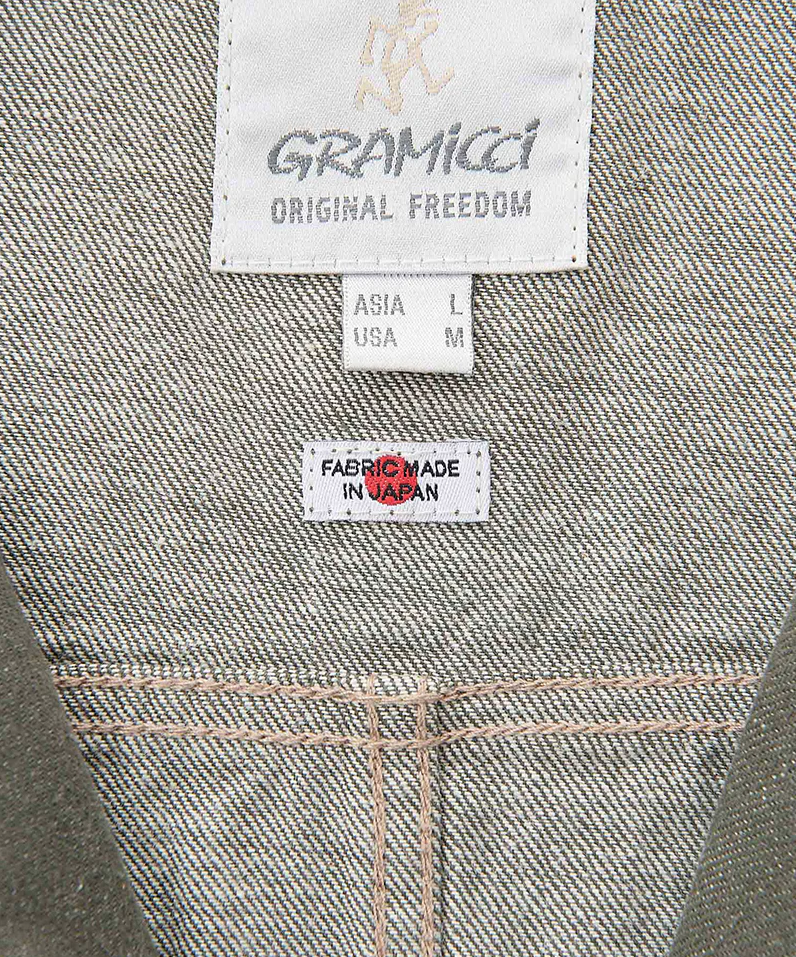 GRAMiCCi
ORIGINAL FREEDOM
ASIA L
USA M
FABRIC MADE
IN JAPAN